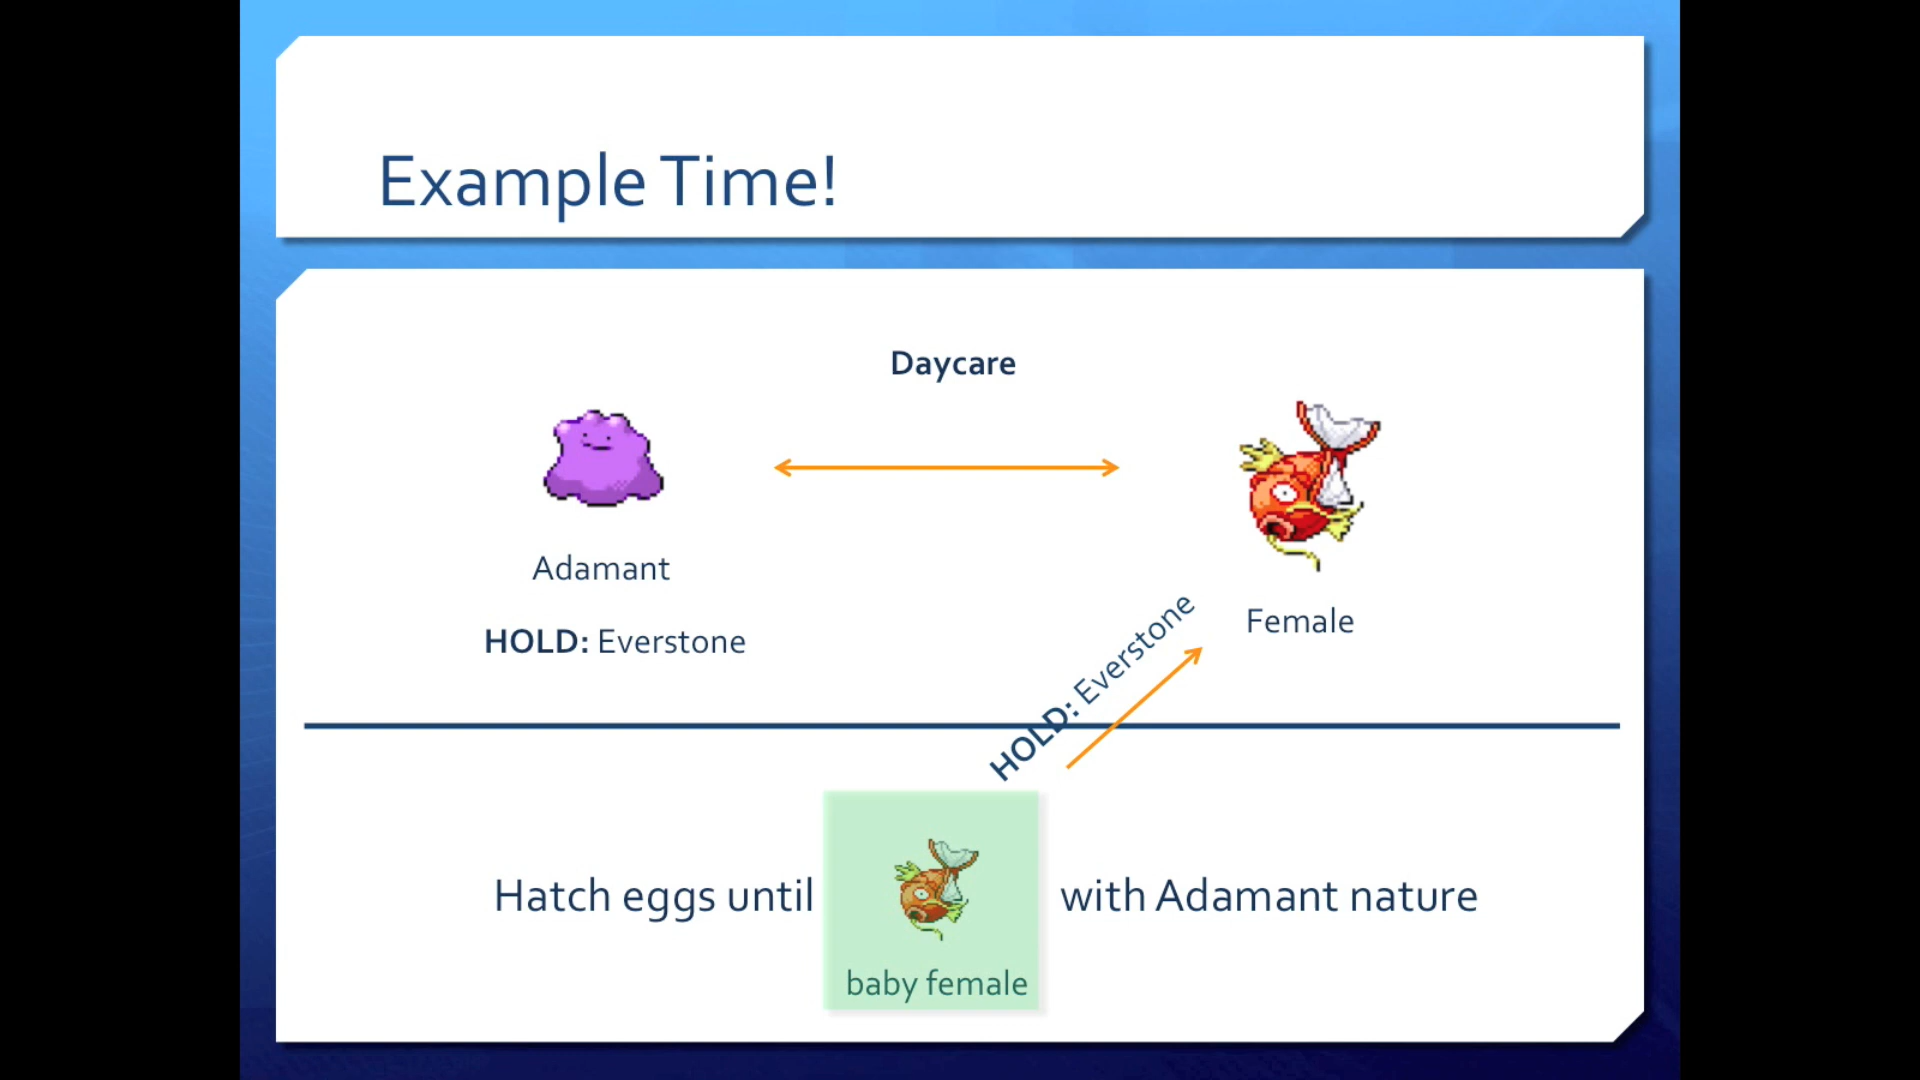 Example Time!
Daycare
Adamant
HOLD: Everstone
Female
HOLD: Everstone
Hatch eggs until
with Adamant nature
baby female